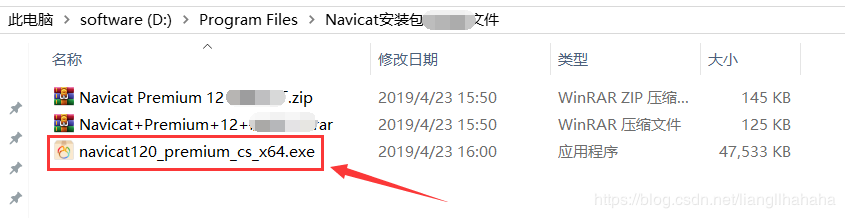 此电脑 > software (D:) > Program Files > Navicat安装包 文件
名称 修改日期 类型 大小
Navicat Premium 12 .zip 2019/4/23 15:50 WinRAR ZIP 压缩... 145 KB
Navicat+Premium+12+ rar 2019/4/23 15:50 WinRAR 压缩文件 125 KB
navicat120_premium_cs_x64.exe 2019/4/23 16:00 应用程序 47,533 KB
https://blog.csdn.net/liangllhahaha